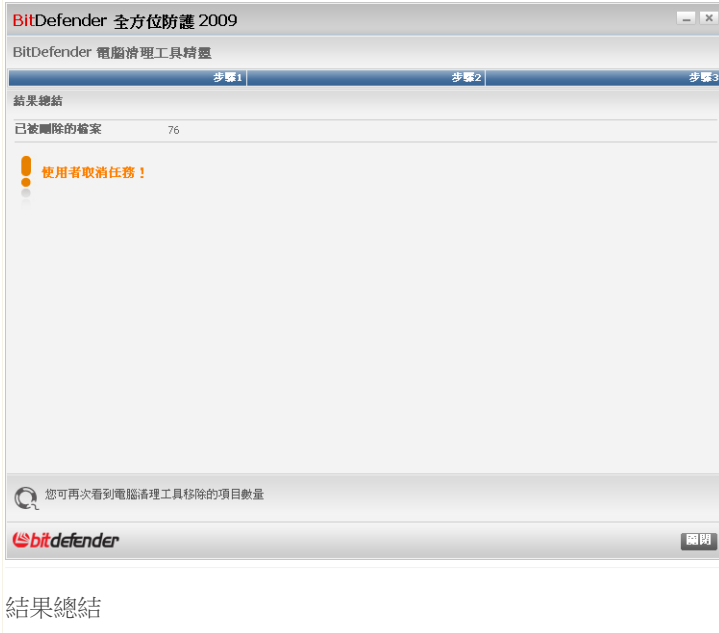 BitDefender 全方位防護 2009
BitDefender 電腦清理工具精靈
步驟1 步驟2 步驟3
結果總結
已被刪除的檔案 76
使用者取消任務！
您可再次看到電腦清理工具移除的項目數量
bitdefender
關閉
結果總結